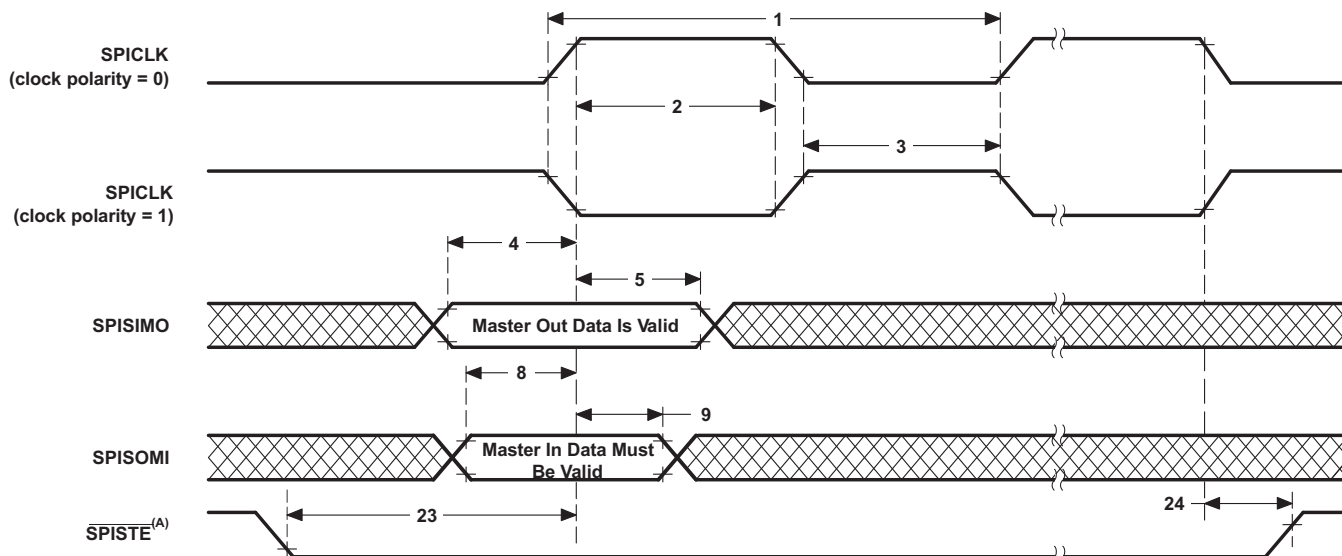 1
SPICLK
(clock polarity = 0)
2
3
SPICLK
(clock polarity = 1)
4
5
SPISIMO
Master Out Data Is Valid
8
9
SPISOMI
Master In Data Must
Be Valid
23
24
SPISTE(A)